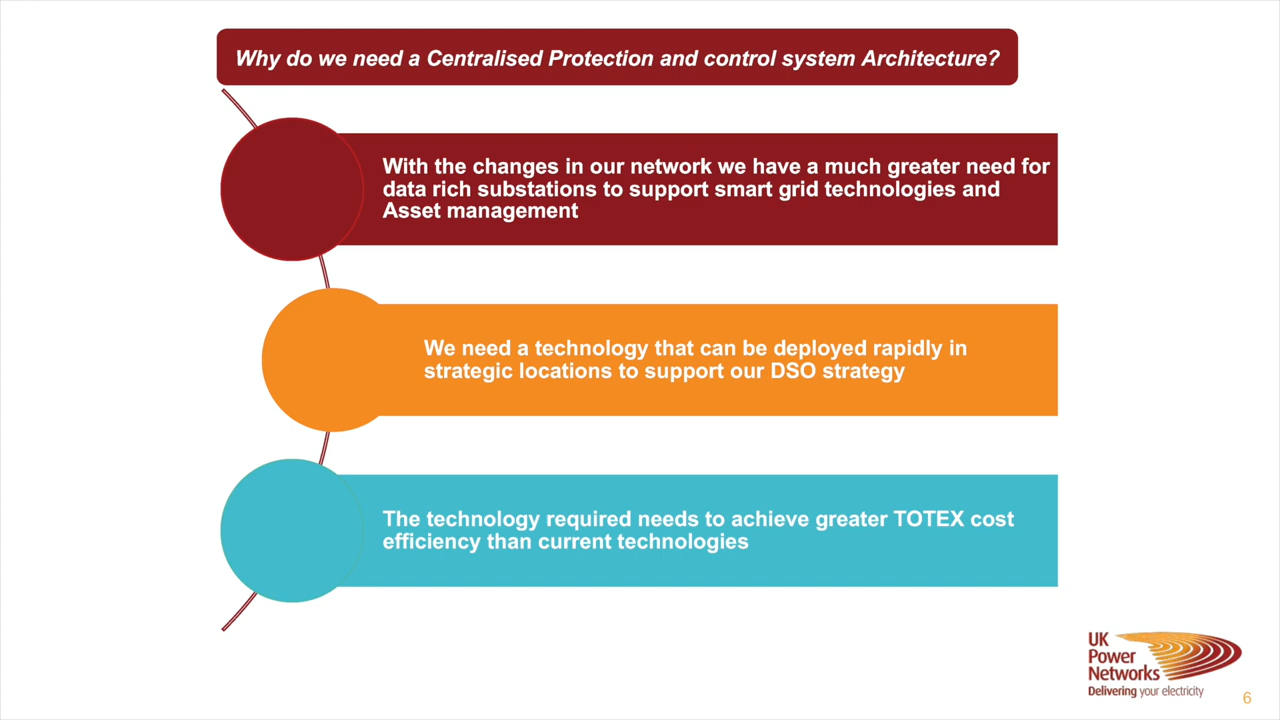 Why do we need a Centralised Protection and control system Architecture?
With the changes in our network we have a much greater need for
data rich substations to support smart grid technologies and
Asset management
We need a technology that can be deployed rapidly in
strategic locations to support our DSO strategy
The technology required needs to achieve greater TOTEX cost
efficiency than current technologies
UK
Power
Networks
Delivering your electricity
6